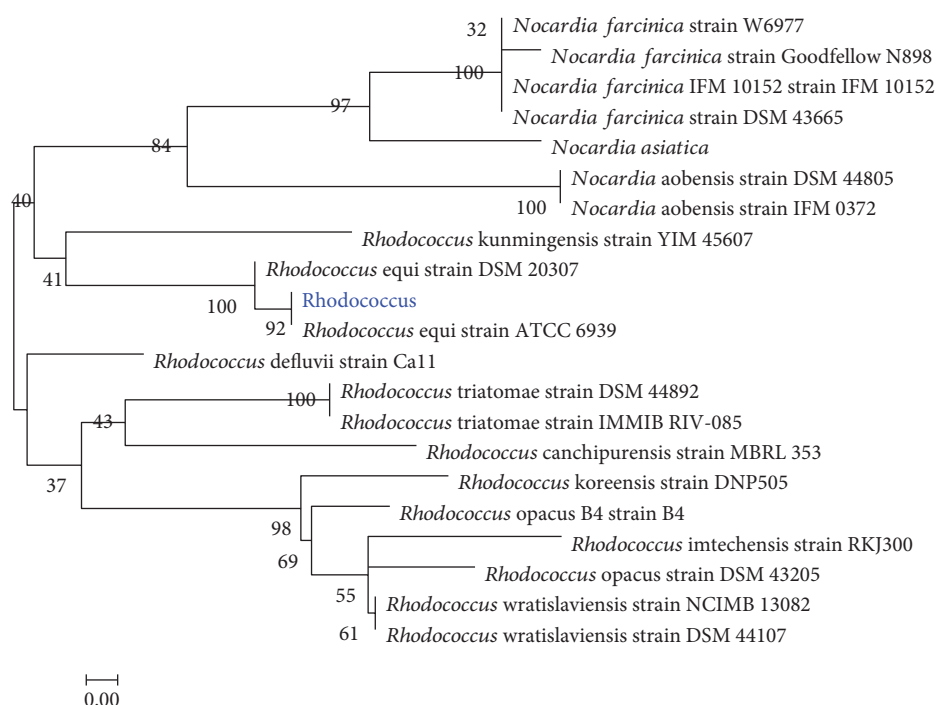 32
Nocardia farcinica strain W6977
Nocardia farcinica strain Goodfellow N898
100
Nocardia farcinica IFM 10152 strain IFM 10152
97
Nocardia farcinica strain DSM 43665
84
Nocardia asiatica
Nocardia aobensis strain DSM 44805
40
100
Nocardia aobensis strain IFM 0372
Rhodococcus kunmingensis strain YIM 45607
41
Rhodococcus equi strain DSM 20307
100
Rhodococcus
92
Rhodococcus equi strain ATCC 6939
Rhodococcus defluvii strain Ca11
100
Rhodococcus triatomae strain DSM 44892
43
Rhodococcus triatomae strain IMMIB RIV-085
Rhodococcus canchipurensis strain MBRL 353
37
Rhodococcus koreensis strain DNP505
98
Rhodococcus opacus B4 strain B4
69
Rhodococcus imtechensis strain RKJ300
Rhodococcus opacus strain DSM 43205
55
Rhodococcus wratislaviensis strain NCIMB 13082
61
Rhodococcus wratislaviensis strain DSM 44107
0.00